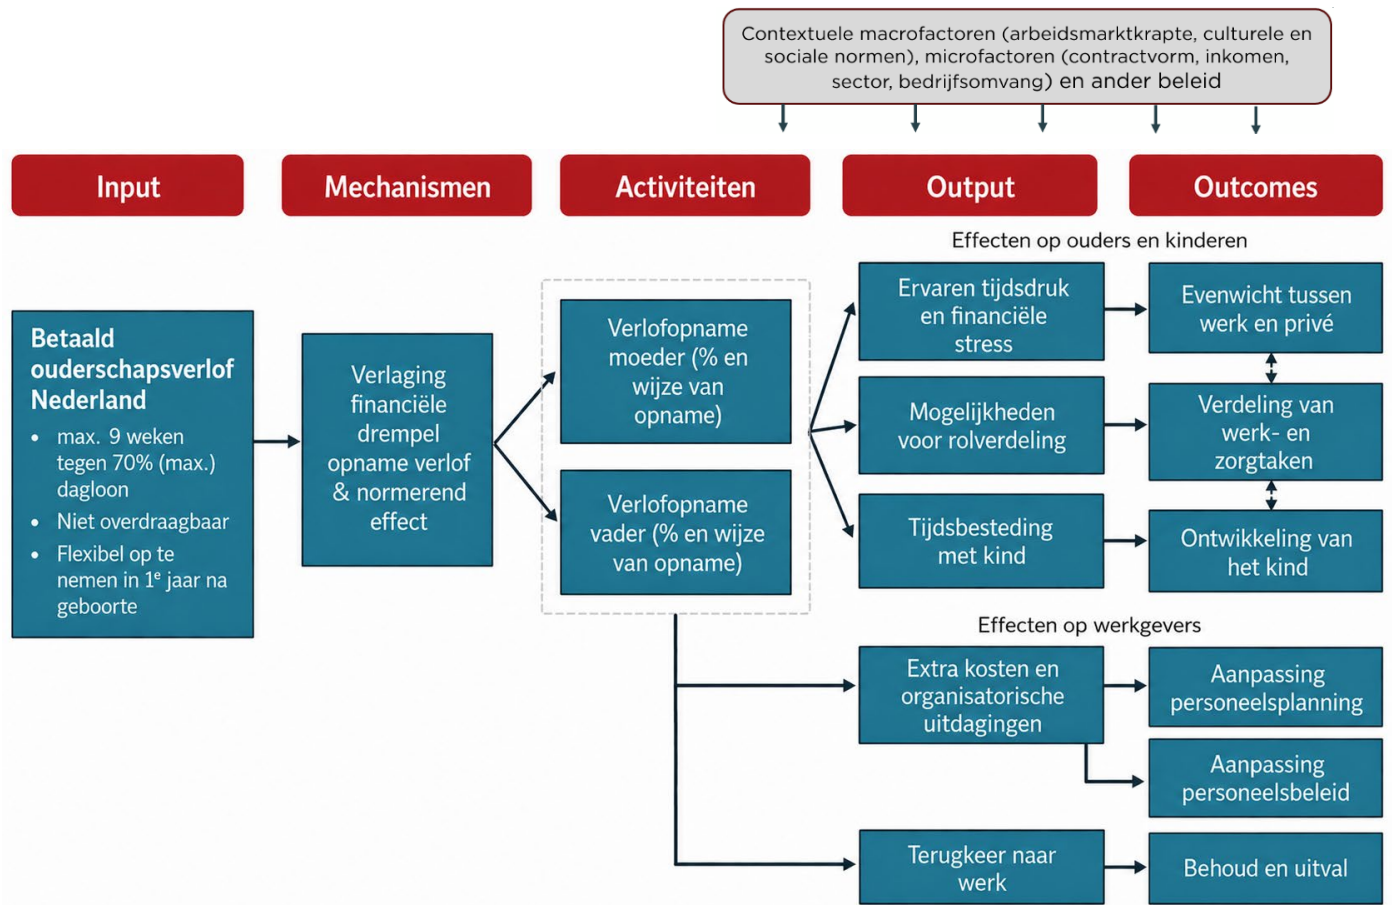 Contextuele macrofactoren (arbeidsmarktkrapte, culturele en
sociale normen), microfactoren (contractvorm, inkomen,
sector, bedrijfsomvang) en ander beleid
Input
Mechanismen
Activiteiten
Output
Outcomes
Effecten op ouders en kinderen
Betaald
ouderschapsverlof
Nederland
• max. 9 weken
tegen 70% (max.)
dagloon
• Niet overdraagbaar
• Flexibel op te
nemen in 1e jaar na
geboorte
Verlaging
financiële
drempel
opname verlof
& normerend
effect
Verlofopname
moeder (% en
wijze van
opname)
Verlofopname
vader (% en wijze
van opname)
Ervaren tijdsdruk
en financiële
stress
Evenwicht tussen
werk en privé
Mogelijkheden
voor rolverdeling
Verdeling van
werk- en
zorgtaken
Tijdsbesteding
met kind
Ontwikkeling van
het kind
Effecten op werkgevers
Extra kosten en
organisatorische
uitdagingen
Aanpassing
personeelsplanning
Aanpassing
personeelsbeleid
Terugkeer naar
werk
Behoud en uitval